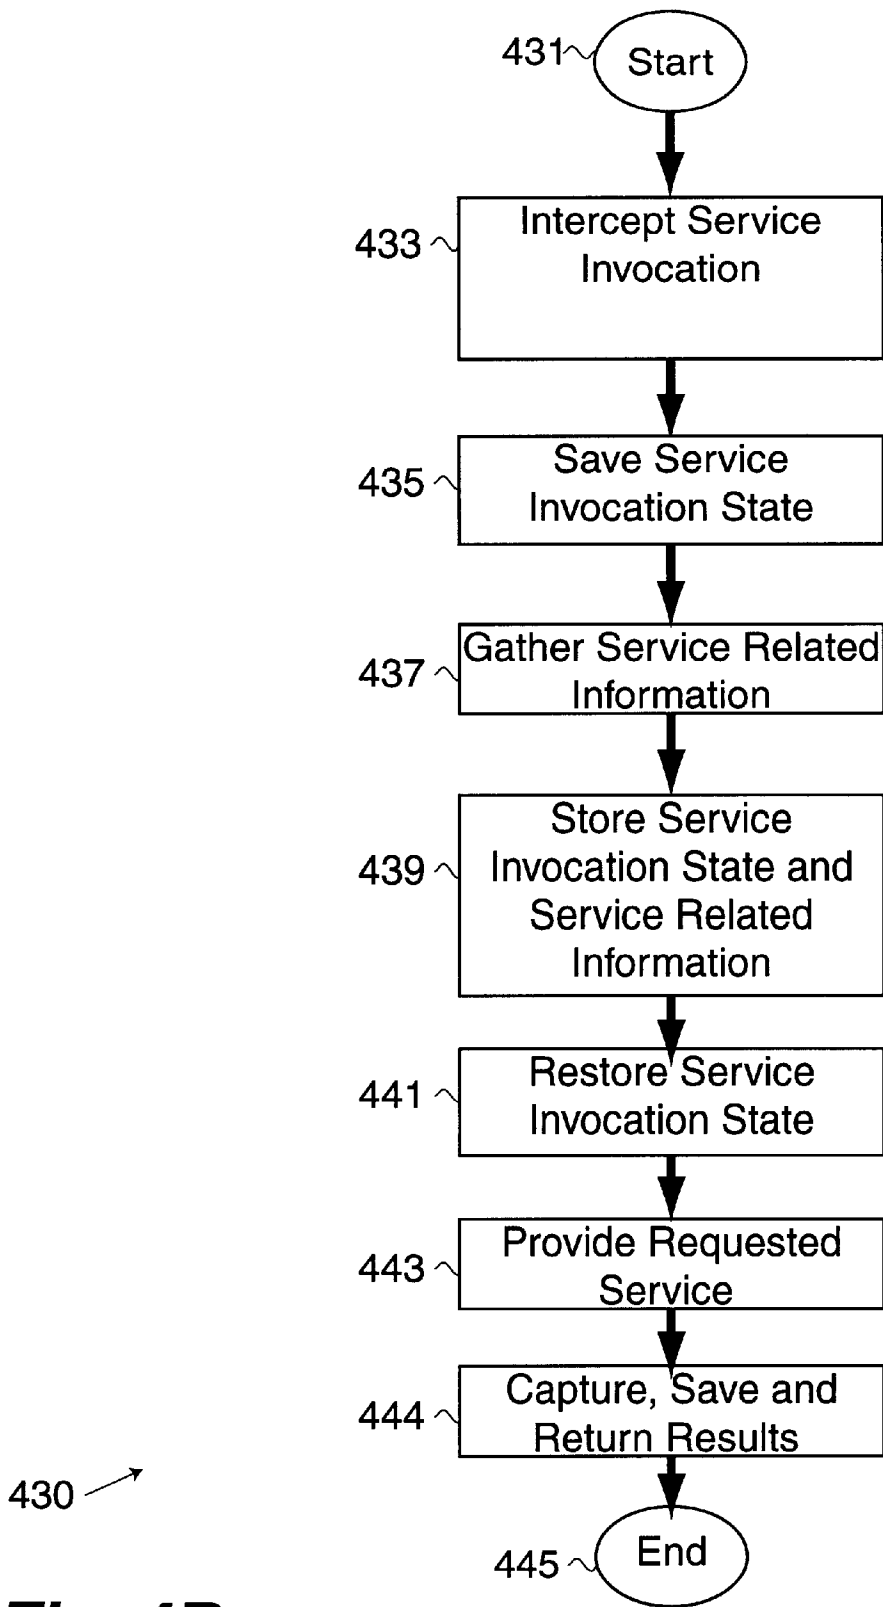 431
Start
433
Intercept Service
Invocation
435
Save Service
Invocation State
437
Gather Service Related
Information
439
Store Service
Invocation State and
Service Related
Information
441
Restore Service
Invocation State
443
Provide Requested
Service
444
Capture, Save and
Return Results
430
445
End